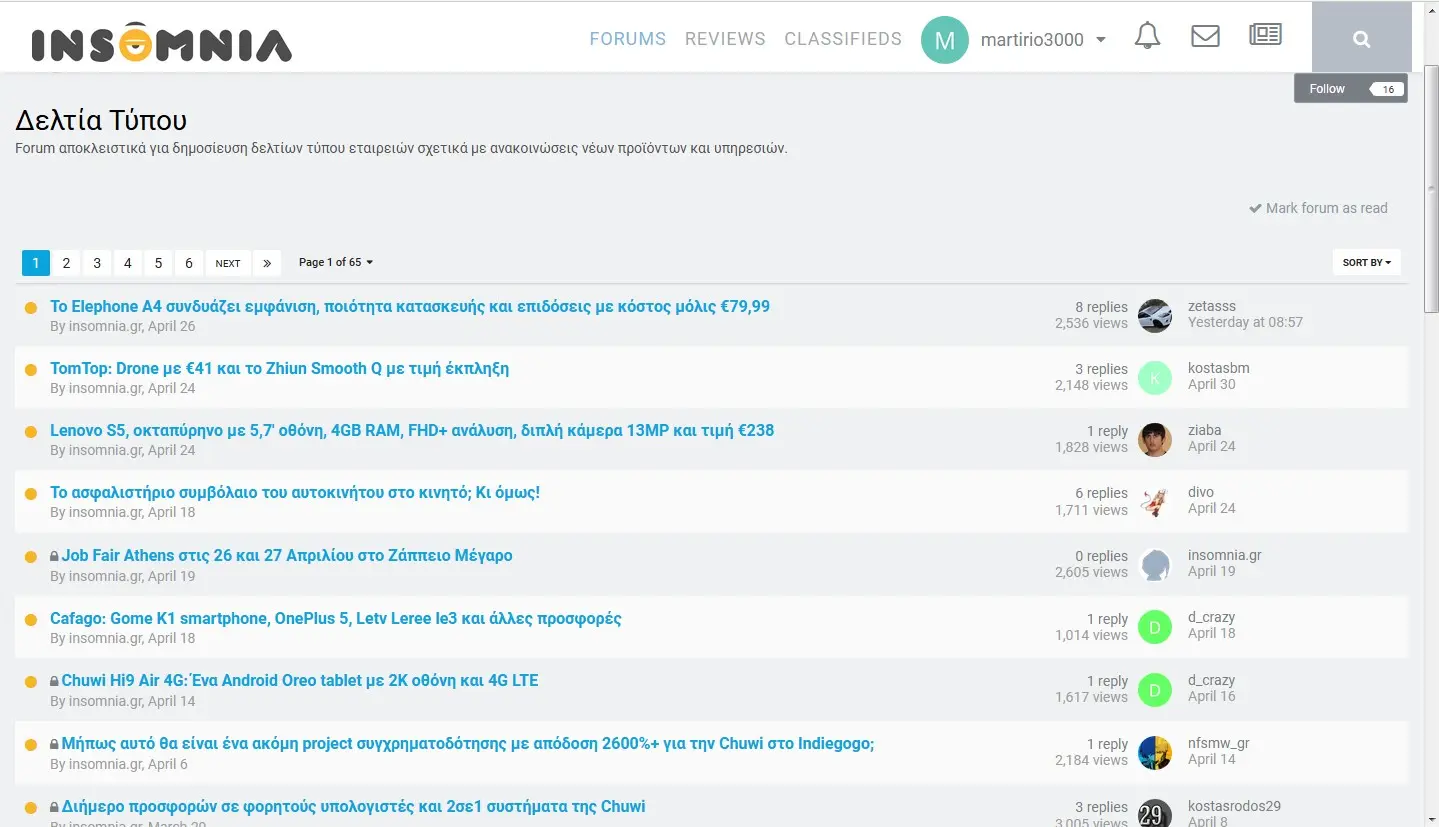 INSOMNIA
FORUMS REVIEWS CLASSIFIEDS M martirio3000
Follow 16
Δελτία Τύπου
Forum αποκλειστικά για δημοσίευση δελτίων τύπου εταιρειών σχετικά με ανακοινώσεις νέων προϊόντων και υπηρεσιών.
Mark forum as read
1 2 3 4 5 6 NEXT » Page 1 of 65
SORT BY
Το Elephone A4 συνδυάζει εμφάνιση, ποιότητα κατασκευής και επιδόσεις με κόστος μόλις €79,99
By insomnia.gr, April 26
8 replies
2,536 views
zetasss
Yesterday at 08:57
TomTop: Drone με €41 και το Zhiun Smooth Q με τιμή έκπληξη
By insomnia.gr, April 24
3 replies
2,148 views
K
kostasbm
April 30
Lenovo S5, οκταπύρηνο με 5,7' οθόνη, 4GB RAM, FHD+ ανάλυση, διπλή κάμερα 13MP και τιμή €238
By insomnia.gr, April 24
1 reply
1,828 views
ziaba
April 24
Το ασφαλιστήριο συμβόλαιο του αυτοκινήτου στο κινητό; Κι όμως!
By insomnia.gr, April 18
6 replies
1,711 views
divo
April 24
Job Fair Athens στις 26 και 27 Απριλίου στο Ζάππειο Μέγαρο
By insomnia.gr, April 19
0 replies
2,605 views
insomnia.gr
April 19
Cafago: Gome K1 smartphone, OnePlus 5, Letv Leree le3 και άλλες προσφορές
By insomnia.gr, April 18
1 reply
1,014 views
D
d_crazy
April 18
Chuwi Hi9 Air 4G: Ένα Android Oreo tablet με 2K οθόνη και 4G LTE
By insomnia.gr, April 14
1 reply
1,617 views
D
d_crazy
April 16
Μήπως αυτό θα είναι ένα ακόμη project συγχρηματοδότησης με απόδοση 2600%+ για την Chuwi στο Indiegogo;
By insomnia.gr, April 6
1 reply
2,184 views
nfsmw_gr
April 14
Διήμερο προσφορών σε φορητούς υπολογιστές και 2σε1 συστήματα της Chuwi
By insomnia.gr, March 29
3 replies
3,005 views
29
kostasrodos29
April 8